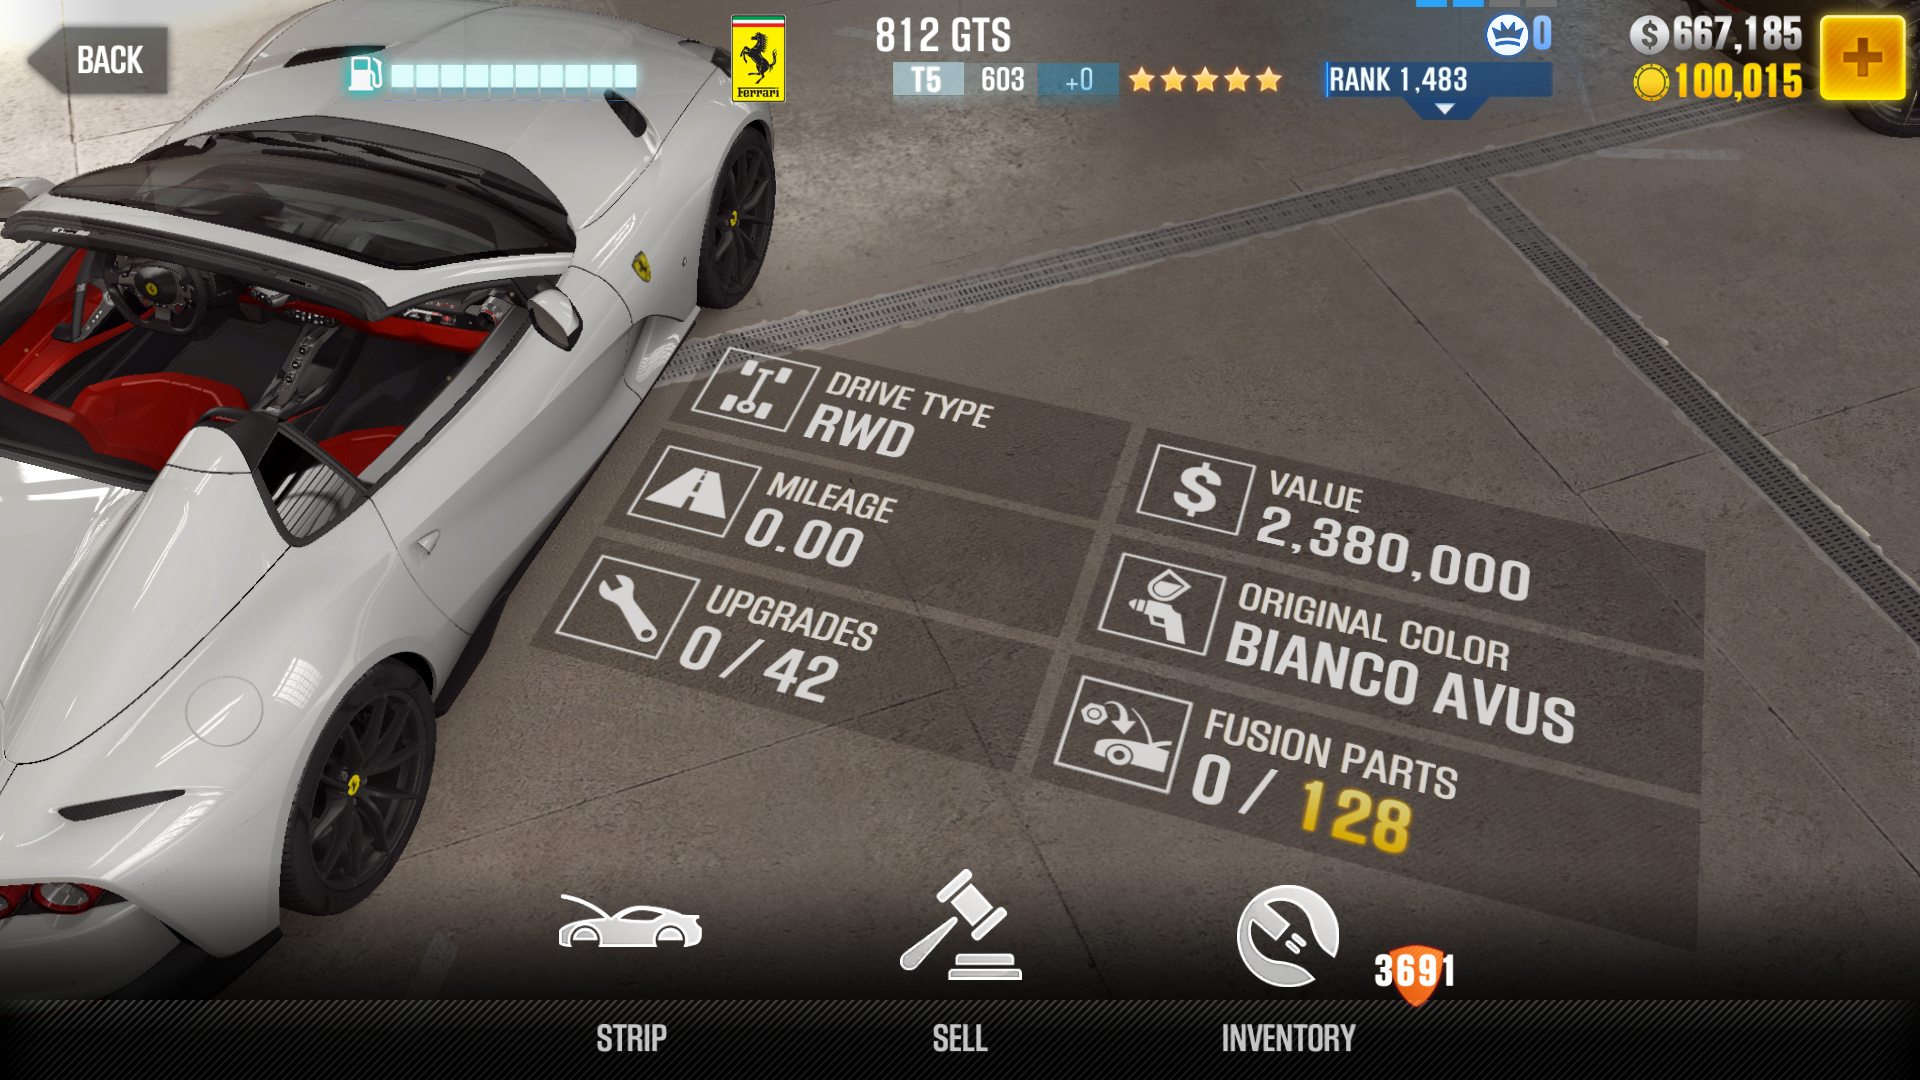 BACK
Ferrari
812 GTS
T5 603 +0
0
RANK 1,483
667,185
100,015
DRIVE TYPE
RWD
MILEAGE
0.00
UPGRADES
0/42
$
VALUE
2,380,000
ORIGINAL COLOR
BIANCO AVUS
FUSION PARTS
0/128
3691
STRIP
SELL
INVENTORY